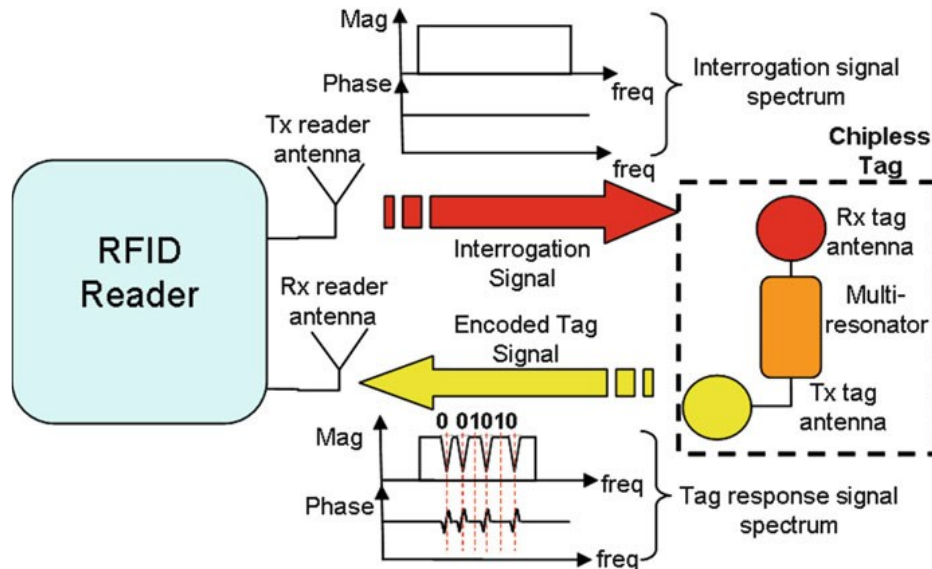 Mag
freq
Phase
freq
Interrogation signal
spectrum
Tx reader
antenna
Chipless
Tag
RFID
Reader
Interrogation
Signal
Rx tag
antenna
Multi-
resonator
Rx reader
antenna
Encoded Tag
Signal
Tx tag
antenna
0 01010
Mag
freq
Phase
freq
Tag response signal
spectrum